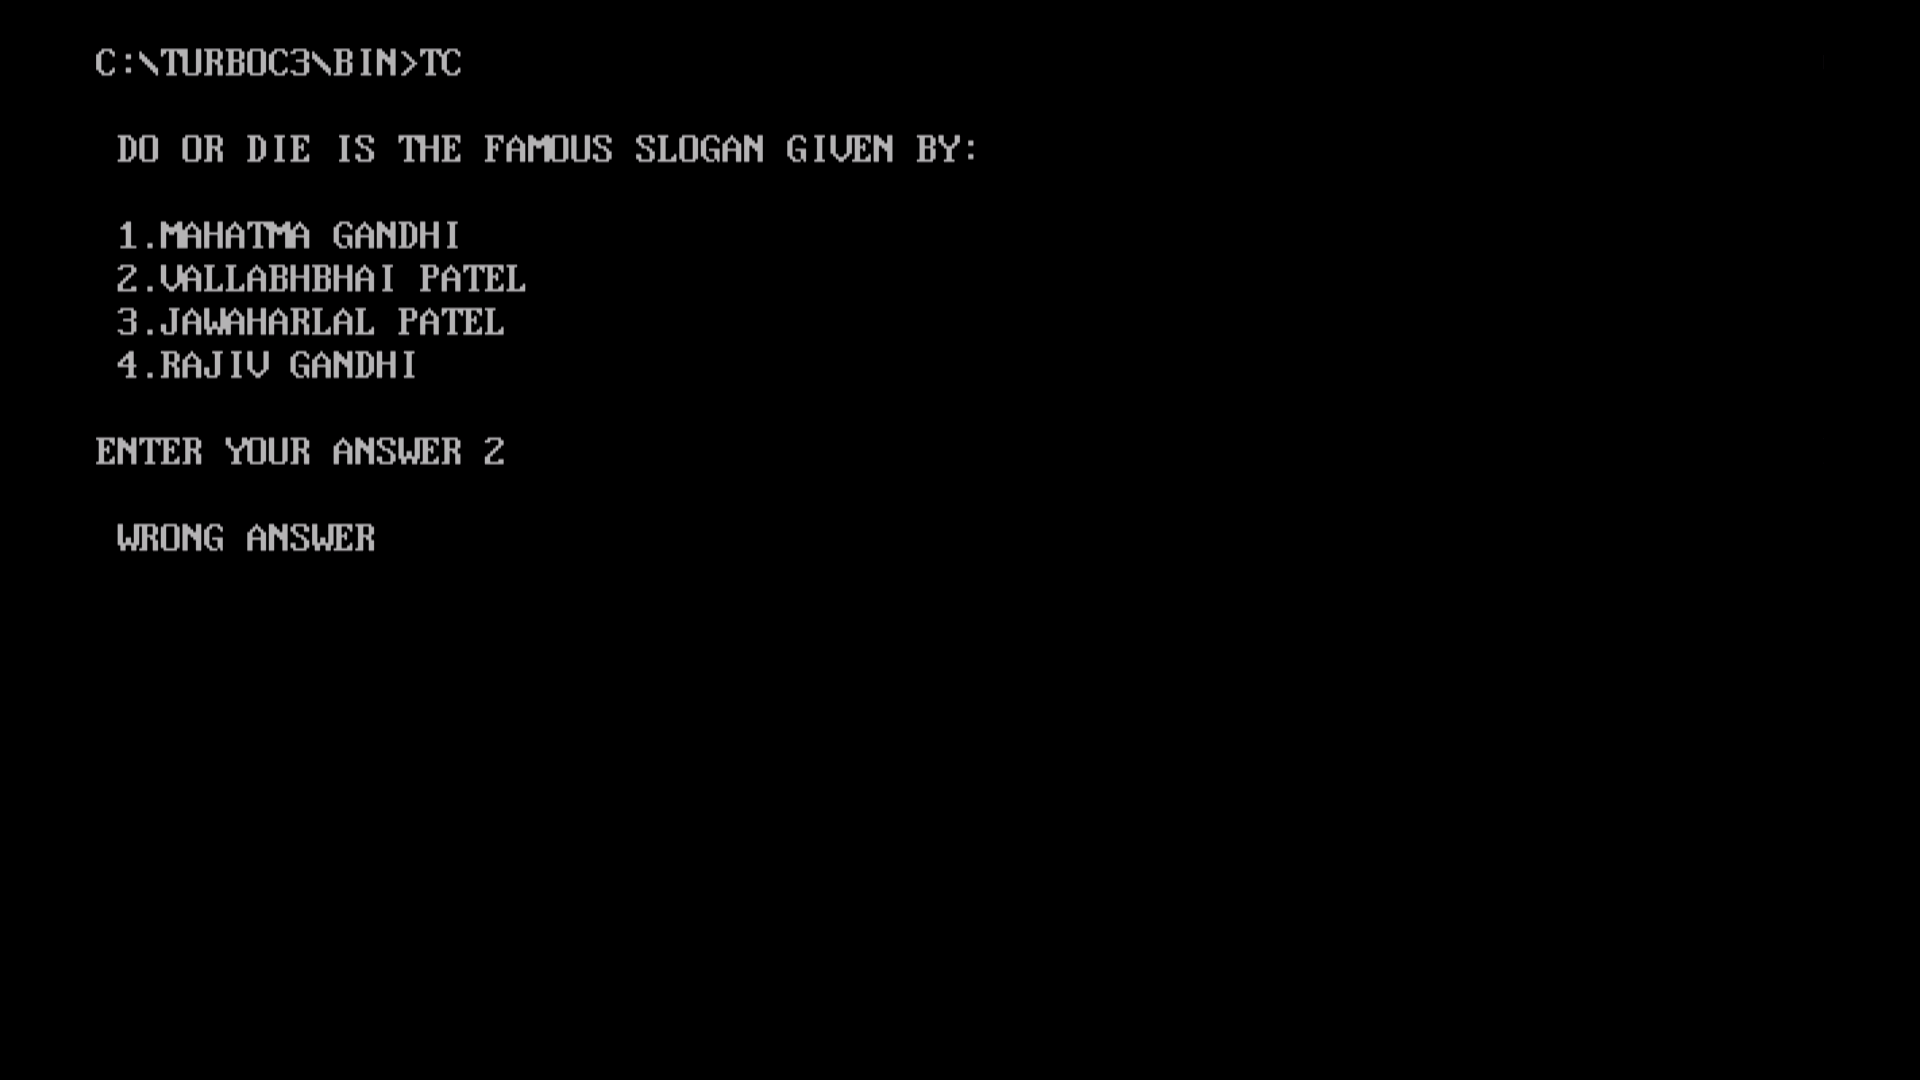 C:\TURBOC3\BIN>TC
DO OR DIE IS THE FAMOUS SLOGAN GIVEN BY:
1.MAHATMA GANDHI
2.VALLABHBHAI PATEL
3.JAWAHARLAL PATEL
4.RAJIV GANDHI
ENTER YOUR ANSWER 2
WRONG ANSWER